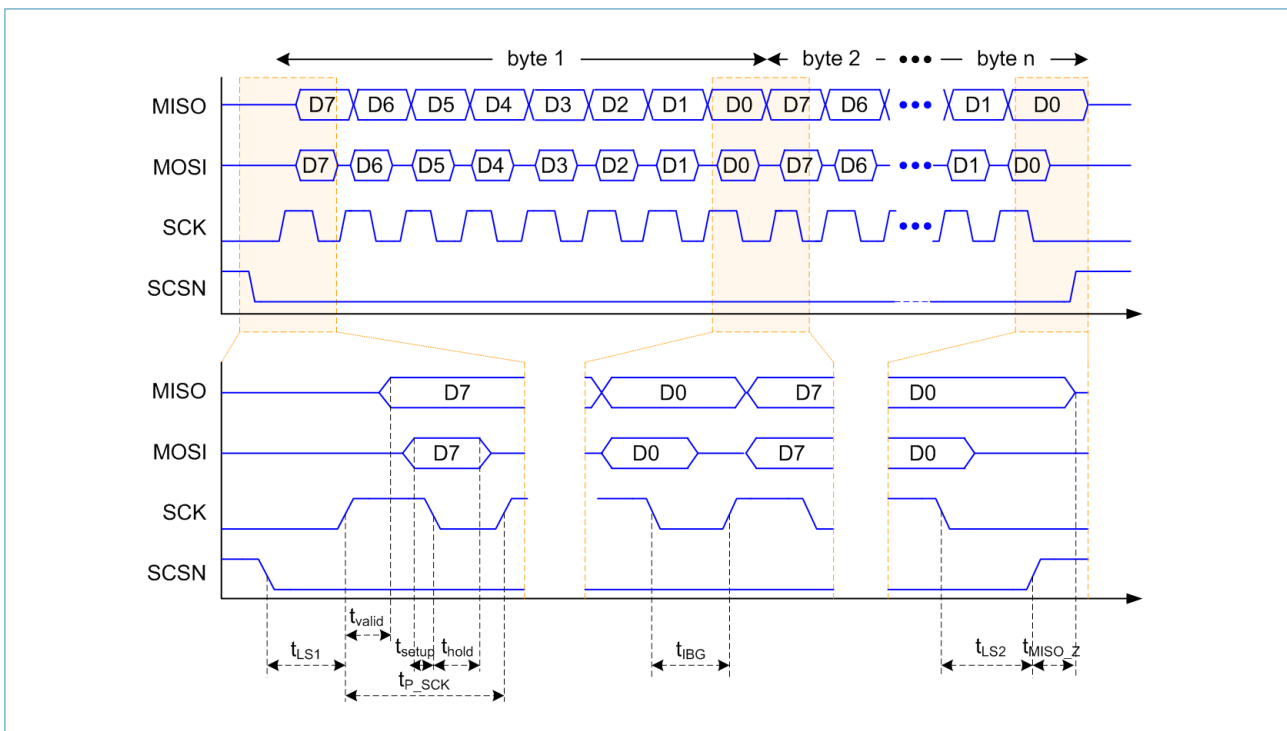 byte 1 byte 2 ••• byte n
MISO D7 D6 D5 D4 D3 D2 D1 D0 D7 D6 ••• D1 D0
MOSI D7 D6 D5 D4 D3 D2 D1 D0 D7 D6 ••• D1 D0
SCK •••
SCSN
MISO D7 D0 D7 D0
MOSI D7 D0 D7 D0
SCK
SCSN
tvalid
tLS1 tsetup thold tIBG tLS2 tMISO_Z
tP_SCK